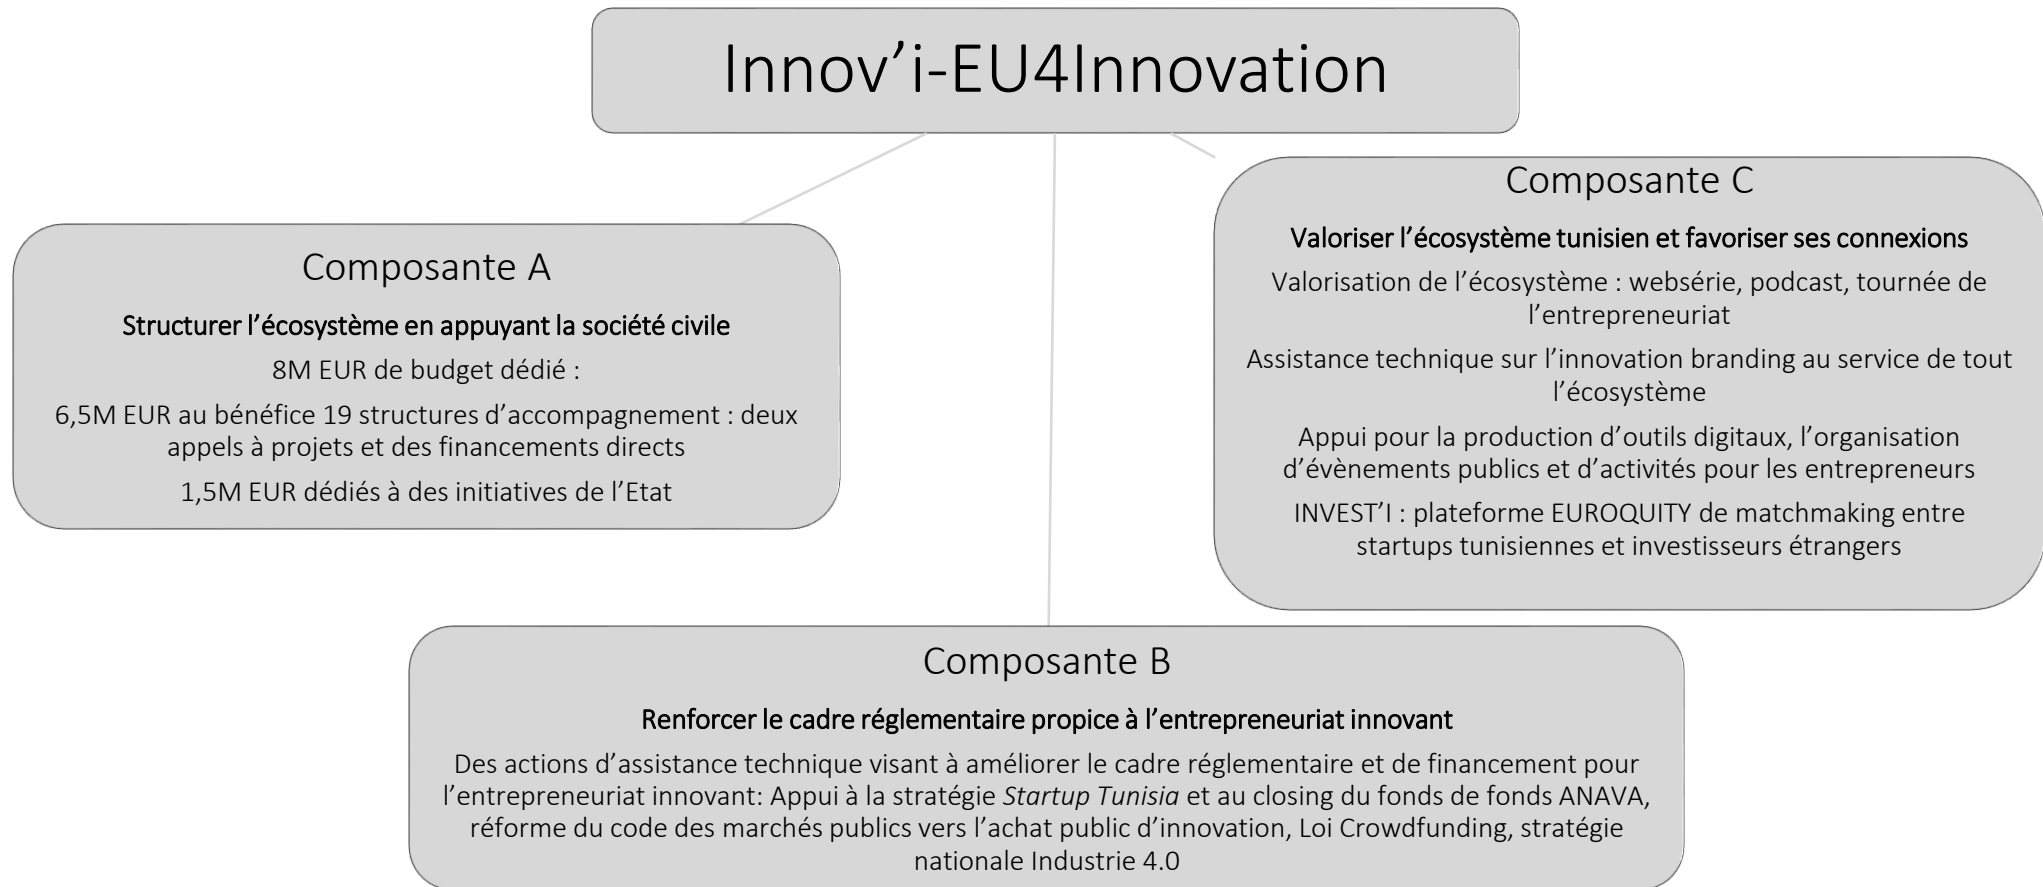 Innov’i-EU4Innovation
Composante A
Structurer l’écosystème en appuyant la société civile
8M EUR de budget dédié :
6,5M EUR au bénéfice 19 structures d’accompagnement : deux
appels à projets et des financements directs
1,5M EUR dédiés à des initiatives de l’Etat
Composante B
Renforcer le cadre réglementaire propice à l’entrepreneuriat innovant
Des actions d’assistance technique visant à améliorer le cadre réglementaire et de financement pour
l’entrepreneuriat innovant: Appui à la stratégie Startup Tunisia et au closing du fonds de fonds ANAVA,
réforme du code des marchés publics vers l’achat public d’innovation, Loi Crowdfunding, stratégie
nationale Industrie 4.0
Composante C
Valoriser l’écosystème tunisien et favoriser ses connexions
Valorisation de l’écosystème : websérie, podcast, tournée de
l’entrepreneuriat
Assistance technique sur l’innovation branding au service de tout
l’écosystème
Appui pour la production d’outils digitaux, l’organisation
d’évènements publics et d’activités pour les entrepreneurs
INVEST’I : plateforme EUROQUITY de matchmaking entre
startups tunisiennes et investisseurs étrangers